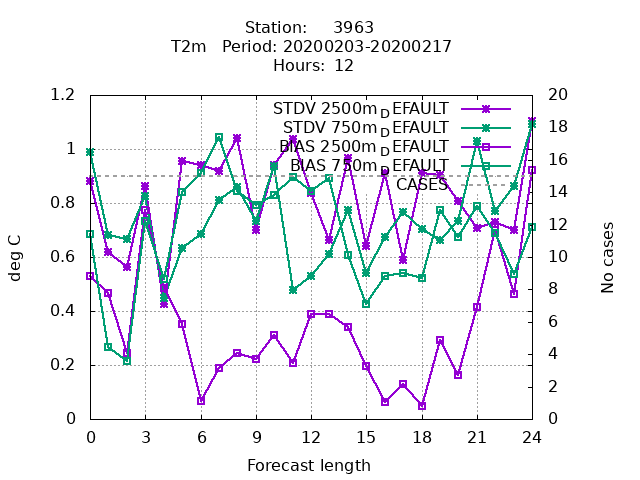 Station: 3963
T2m Period: 20200203-20200217
Hours: 12
STDV 2500m_DEFAULT
STDV 750m_DEFAULT
BIAS 2500m_DEFAULT
BIAS 750m_DEFAULT
CASES
1.2
1
0.8
0.6
0.4
0.2
0
20
18
16
14
12
10
8
6
4
2
0
deg C
No cases
0 3 6 9 12 15 18 21 24
Forecast length